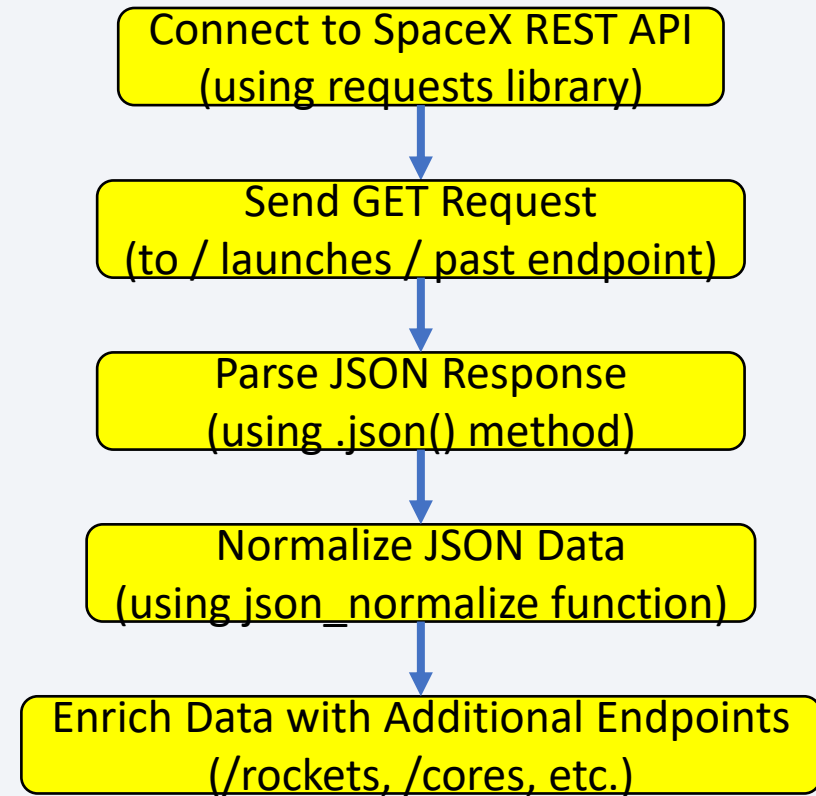 Connect to SpaceX REST API
(using requests library)
Send GET Request
(to / launches / past endpoint)
Parse JSON Response
(using .json() method)
Normalize JSON Data
(using json_normalize function)
Enrich Data with Additional Endpoints
(/rockets, /cores, etc.)